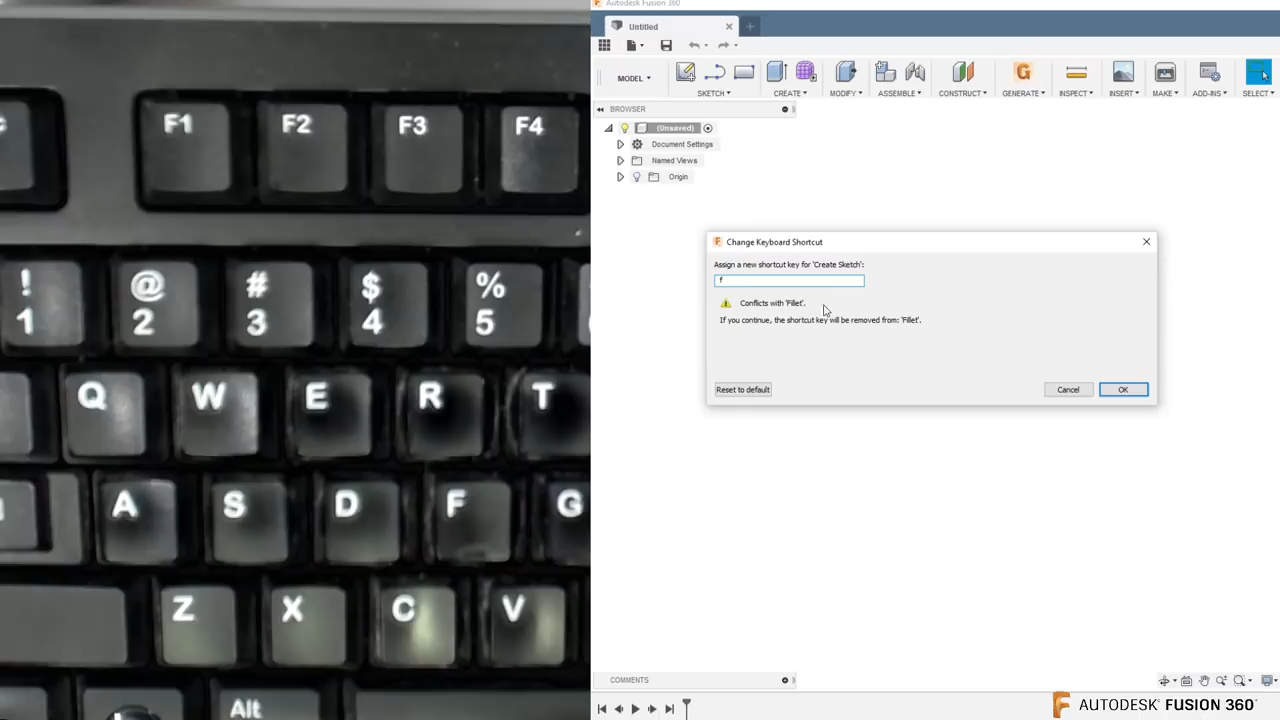 Autodesk Fusion 360
Untitled
MODEL
SKETCH
CREATE
MODIFY
ASSEMBLE
CONSTRUCT
GENERATE
INSPECT
INSERT
MAKE
ADD-INS
SELECT
BROWSER
(Unsaved)
Document Settings
Named Views
Origin
Change Keyboard Shortcut
Assign a new shortcut key for 'Create Sketch':
f
Conflicts with 'Fillet'.
If you continue, the shortcut key will be removed from: 'Fillet'.
Reset to default
Cancel
OK
COMMENTS
AUTODESK® FUSION 360™
F1 F2 F3 F4
@ # $ %
1 2 3 4 5
Q W E R T
A S D F G
Z X C V
Alt